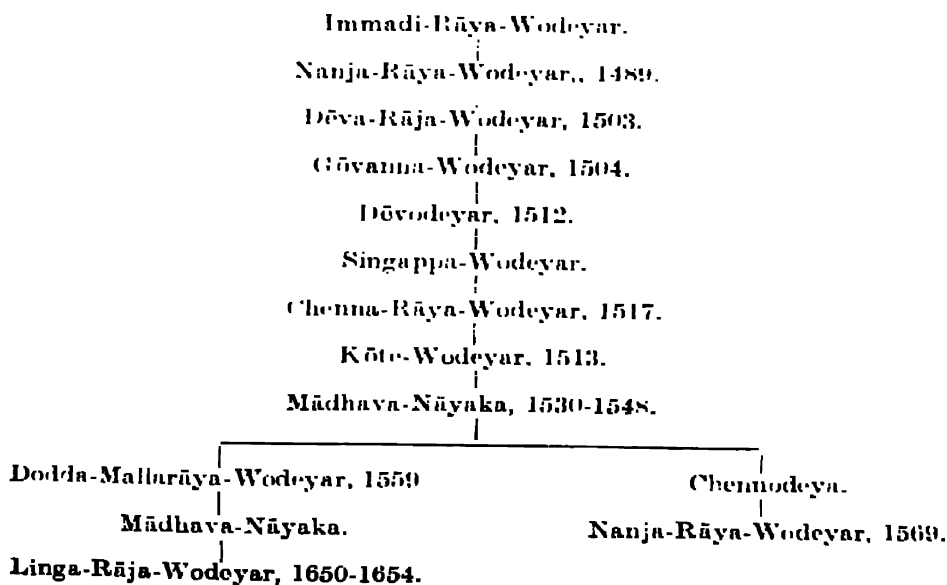 Immadi-Rāya-Wodeyar.
Nanja-Rāya-Wodeyar,, 1489.
Dēva-Rāja-Wodeyar, 1503.
Gōvanna-Wodeyar, 1504.
Dēvodeyar, 1512.
Singappa-Wodeyar.
Chenna-Rāya-Wodeyar, 1517.
Kōte-Wodeyar, 1513.
Mādhava-Nāyaka, 1530-1548.
Dodda-Mallarāya-Wodeyar, 1559
Chennodeya.
Mādhava-Nāyaka.
Nanja-Rāya-Wodeyar, 1569.
Linga-Rāja-Wodeyar, 1650-1654.